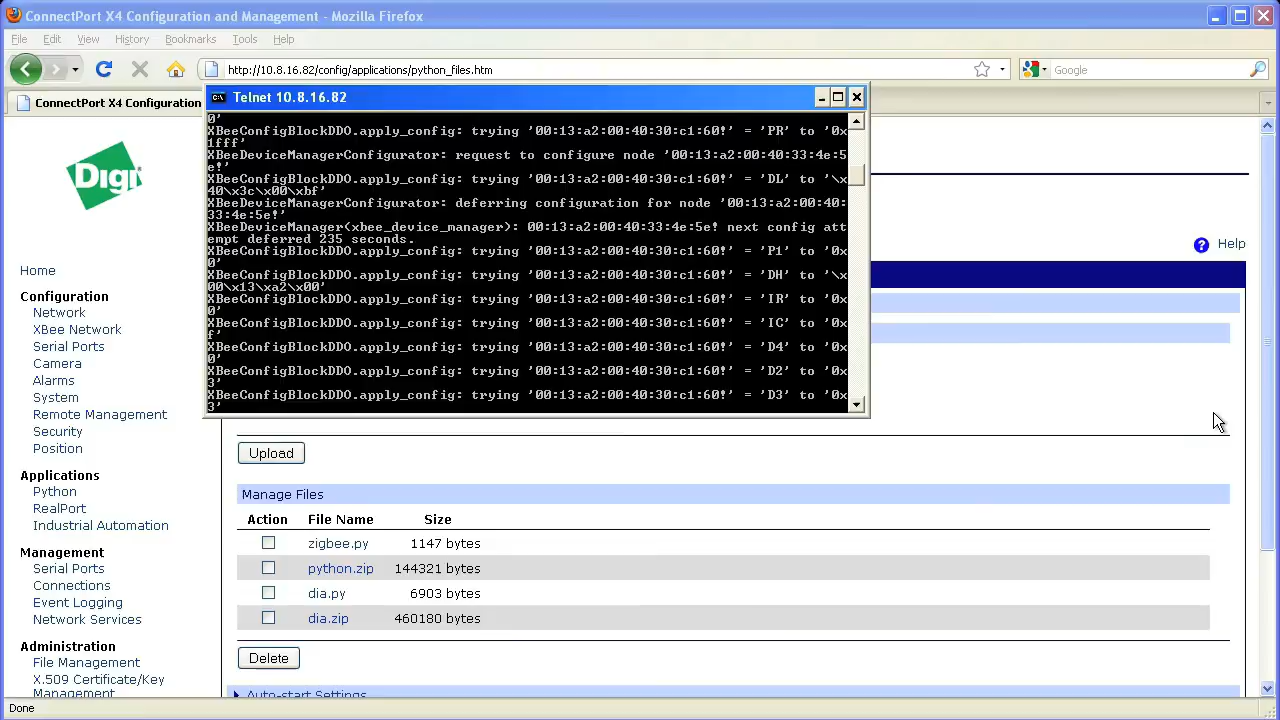 ConnectPort X4 Configuration and Management - Mozilla Firefox
File Edit View History Bookmarks Tools Help
http://10.8.16.82/config/applications/python_files.htm
Google
ConnectPort X4 Configuration
Telnet 10.8.16.82
0'
XBeeConfigBlockDDO.apply_config: trying '00:13:a2:00:40:30:c1:60!' = 'PR' to '0x
1fff'
XBeeDeviceManagerConfigurator: request to configure node '00:13:a2:00:40:33:4e:5
e!'
XBeeConfigBlockDDO.apply_config: trying '00:13:a2:00:40:30:c1:60!' = 'DL' to '\x
40\x3c\x00\xbf'
XBeeDeviceManagerConfigurator: deferring configuration for node '00:13:a2:00:40:
33:4e:5e!'
XBeeDeviceManager(xbee_device_manager): 00:13:a2:00:40:33:4e:5e! next config att
empt deferred 235 seconds.
XBeeConfigBlockDDO.apply_config: trying '00:13:a2:00:40:30:c1:60!' = 'P1' to '0x
0'
XBeeConfigBlockDDO.apply_config: trying '00:13:a2:00:40:30:c1:60!' = 'DH' to '\x
00\x13\xa2\x00'
XBeeConfigBlockDDO.apply_config: trying '00:13:a2:00:40:30:c1:60!' = 'IR' to '0x
0'
XBeeConfigBlockDDO.apply_config: trying '00:13:a2:00:40:30:c1:60!' = 'IC' to '0x
f'
XBeeConfigBlockDDO.apply_config: trying '00:13:a2:00:40:30:c1:60!' = 'D4' to '0x
0'
XBeeConfigBlockDDO.apply_config: trying '00:13:a2:00:40:30:c1:60!' = 'D2' to '0x
3'
XBeeConfigBlockDDO.apply_config: trying '00:13:a2:00:40:30:c1:60!' = 'D3' to '0x
3'
Digi
Help
Home
Configuration
Network
XBee Network
Serial Ports
Camera
Alarms
System
Remote Management
Security
Position
Applications
Python
RealPort
Industrial Automation
Management
Serial Ports
Connections
Event Logging
Network Services
Administration
File Management
X.509 Certificate/Key
Management
Upload
Manage Files
Action File Name Size
zigbee.py 1147 bytes
python.zip 144321 bytes
dia.py 6903 bytes
dia.zip 460180 bytes
Delete
Auto-start Settings
Done